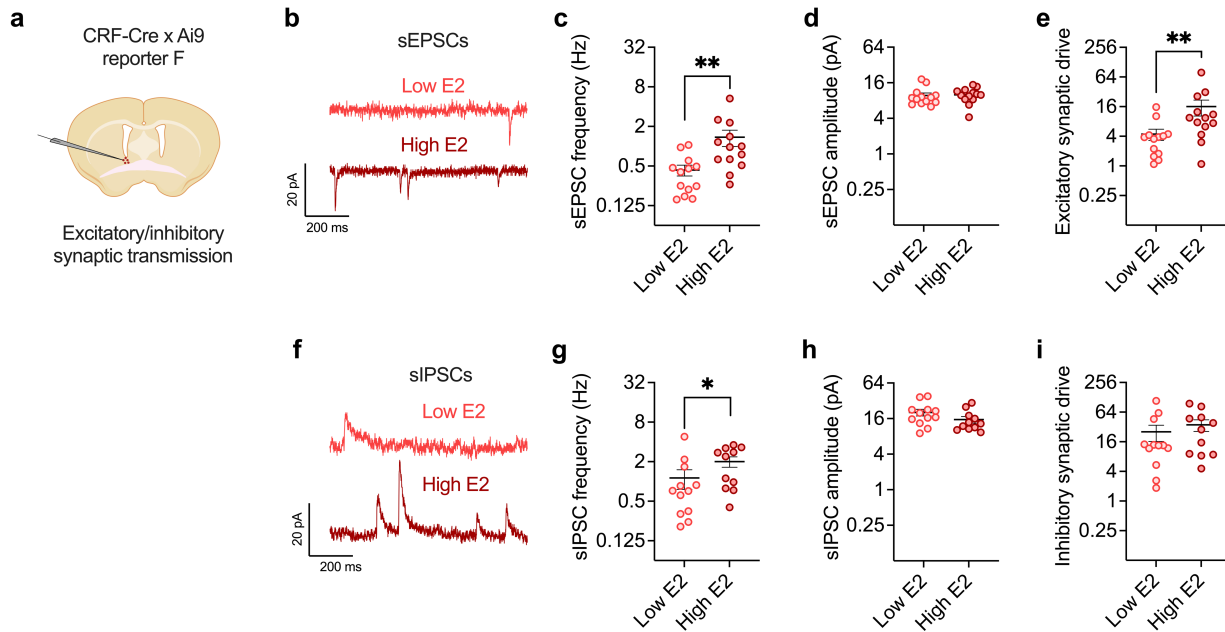 a
CRF-Cre x Ai9
reporter F
Excitatory/inhibitory
synaptic transmission
b
sEPSCs
Low E2
High E2
20 pA
200 ms
c
sEPSC frequency (Hz)
32
8
2
0.5
0.125
**
Low E2
High E2
d
sEPSC amplitude (pA)
64
16
4
1
0.25
Low E2
High E2
e
Excitatory synaptic drive
256
64
16
4
1
0.25
**
Low E2
High E2
f
sIPSCs
Low E2
High E2
20 pA
200 ms
g
sIPSC frequency (Hz)
32
8
2
0.5
0.125
*
Low E2
High E2
h
sIPSC amplitude (pA)
64
16
4
1
0.25
Low E2
High E2
i
Inhibitory synaptic drive
256
64
16
4
1
0.25
Low E2
High E2